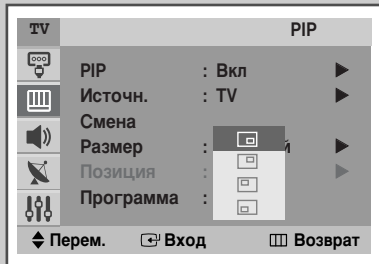 TV PIP
PIP : Вкл
Источн. : TV
Смена
Размер : й
Позиция :
Программа :
Перем. Вход Возврат